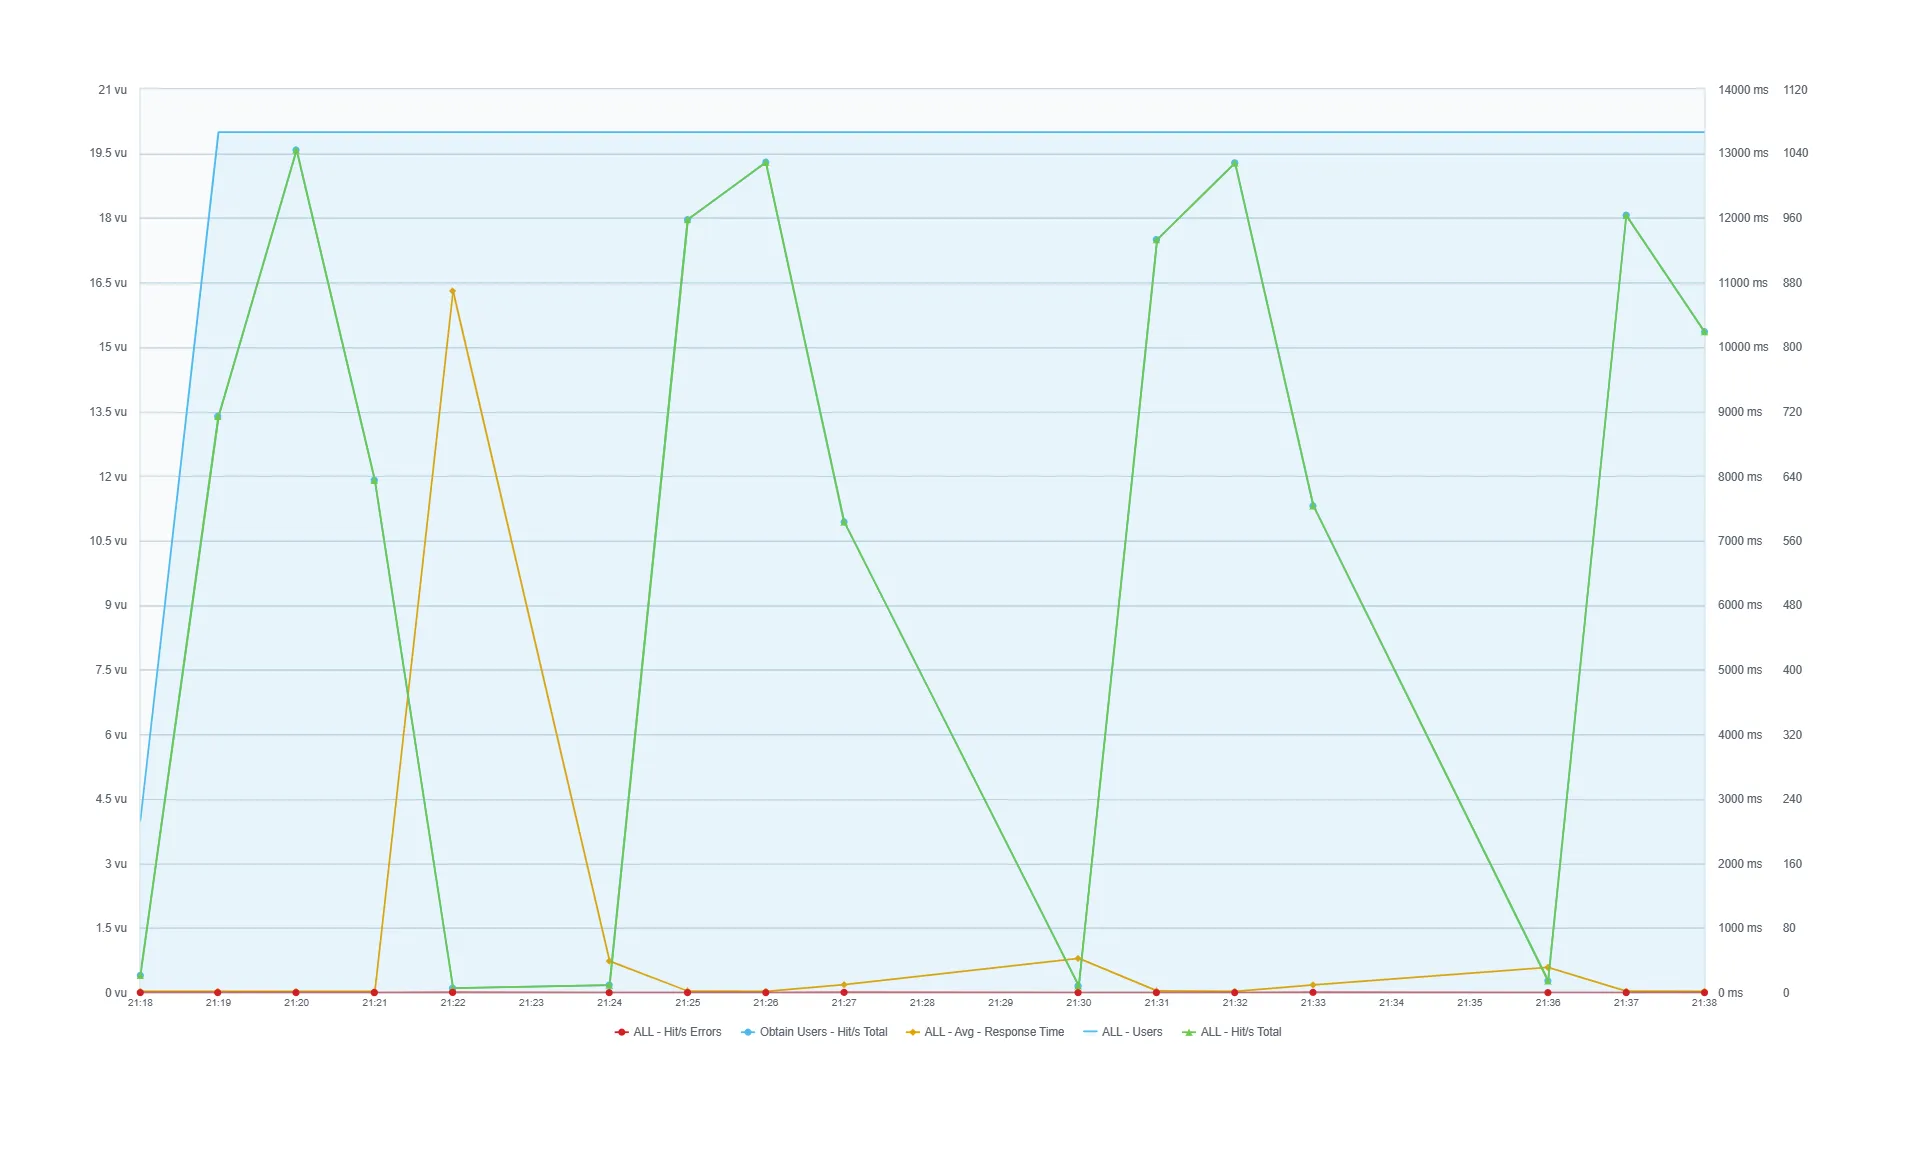 21 vu 14000 ms 1120
19.5 vu 13000 ms 1040
18 vu 12000 ms 960
16.5 vu 11000 ms 880
15 vu 10000 ms 800
13.5 vu 9000 ms 720
12 vu 8000 ms 640
10.5 vu 7000 ms 560
9 vu 6000 ms 480
7.5 vu 5000 ms 400
6 vu 4000 ms 320
4.5 vu 3000 ms 240
3 vu 2000 ms 160
1.5 vu 1000 ms 80
0 vu 0 ms 0
21:18 21:19 21:20 21:21 21:22 21:23 21:24 21:25 21:26 21:27 21:28 21:29 21:30 21:31 21:32 21:33 21:34 21:35 21:36 21:37 21:38
ALL - Hit/s Errors Obtain Users - Hit/s Total ALL - Avg - Response Time ALL - Users ALL - Hit/s Total